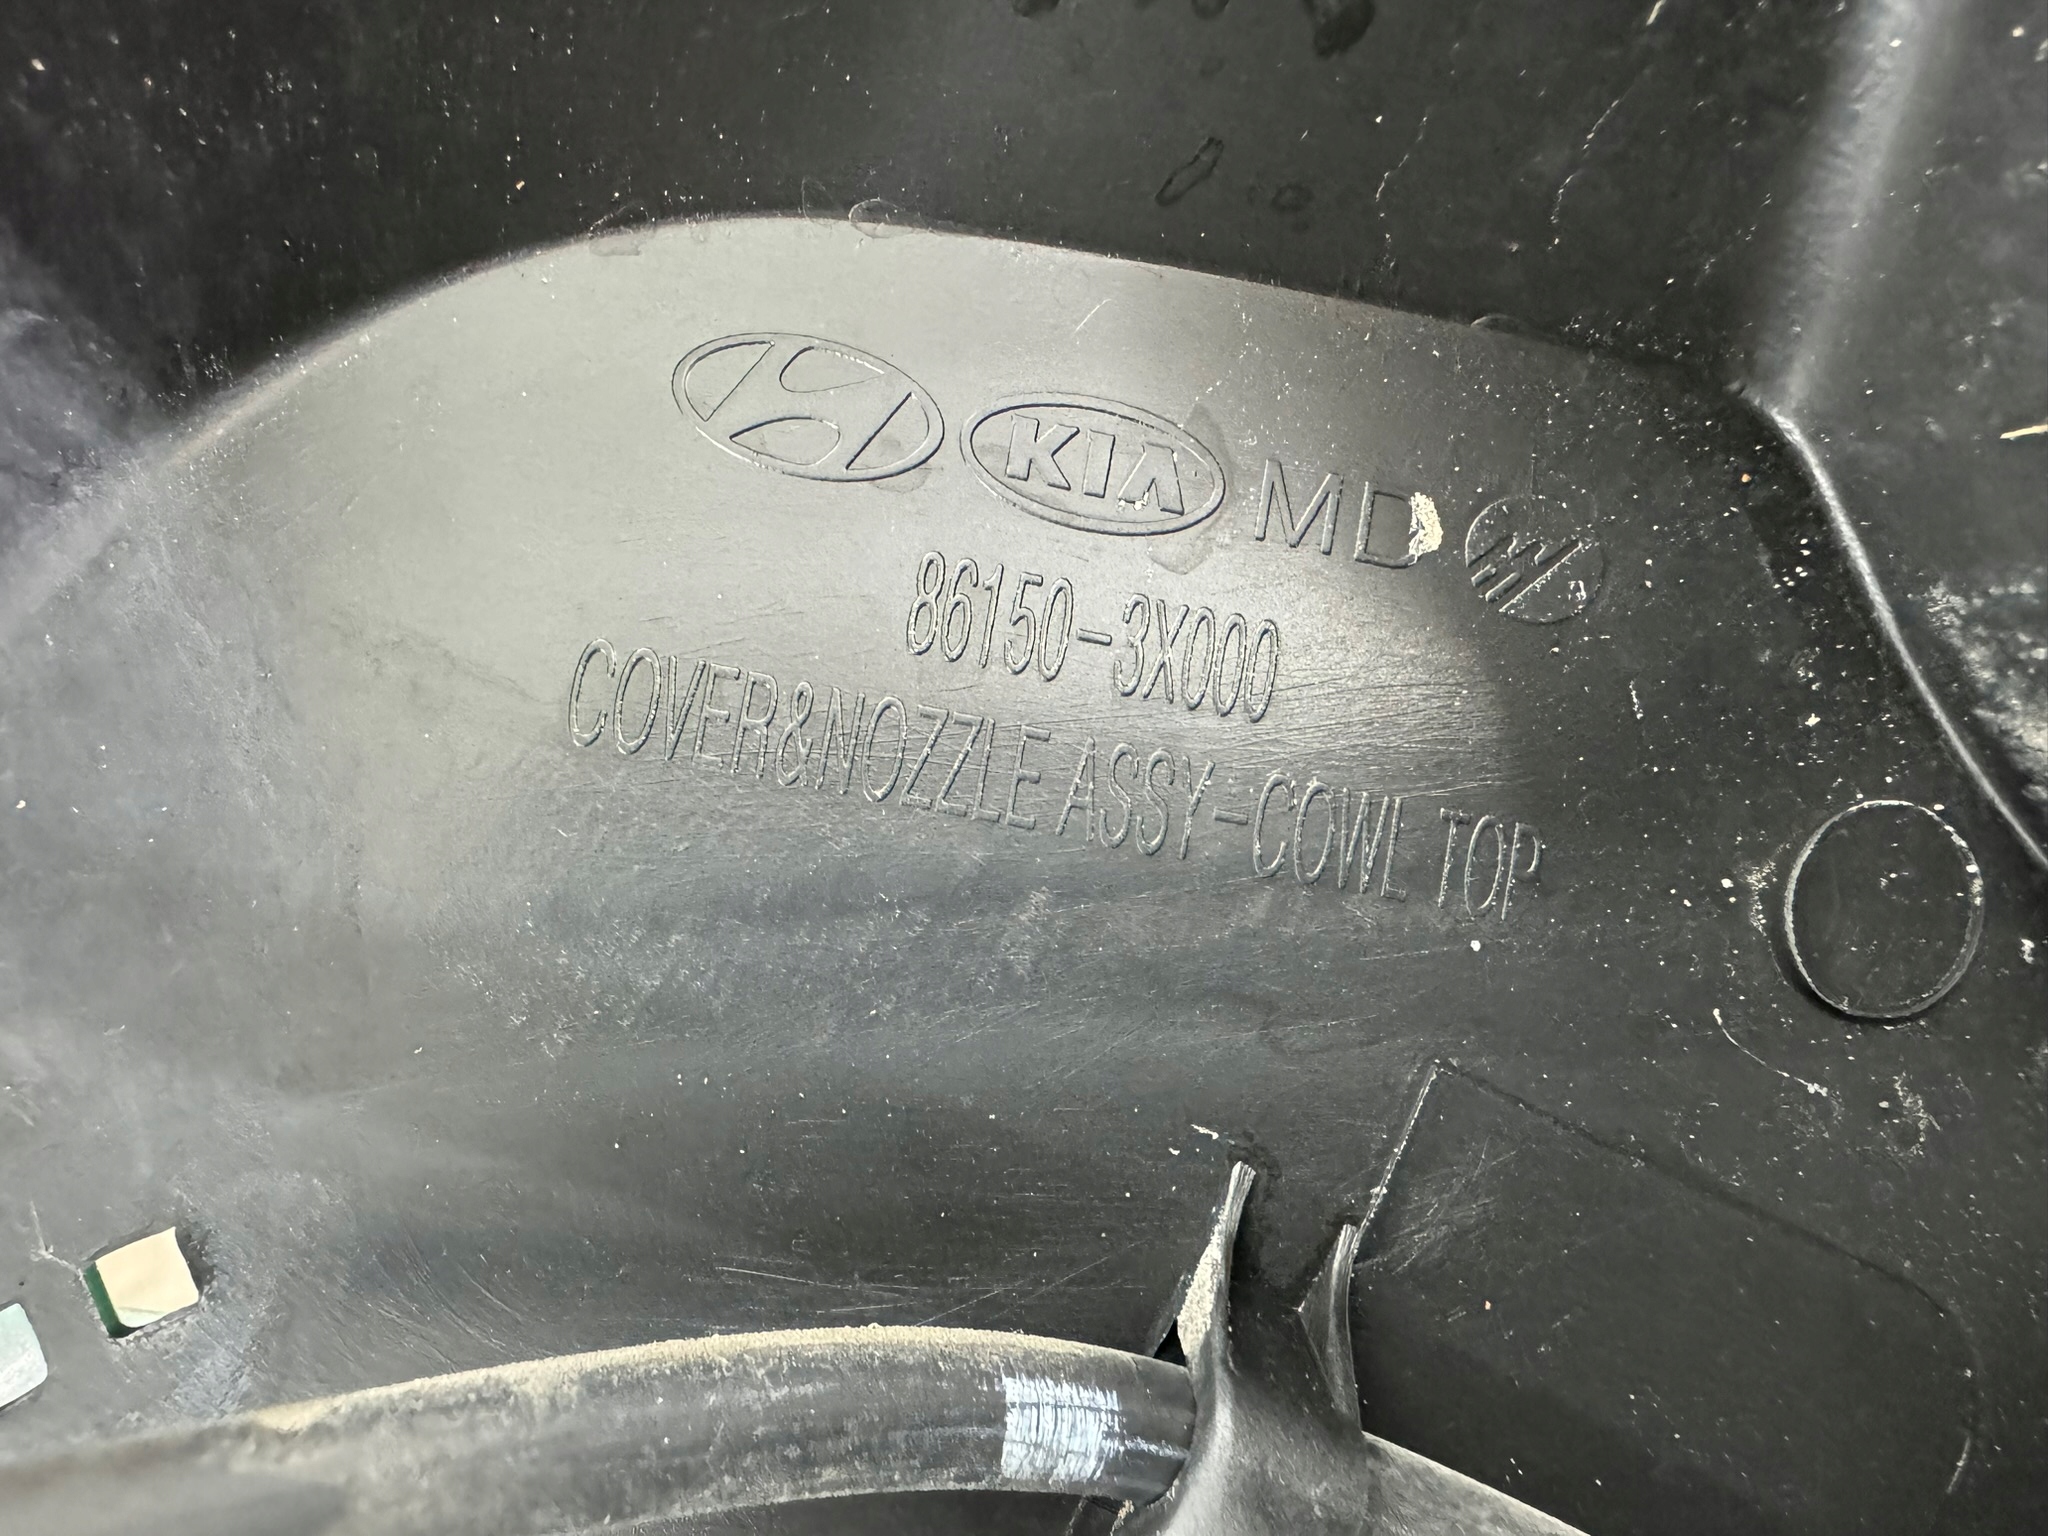 KIA MD
86150-3X000
COVER&NOZZLE ASSY-COWL TOP